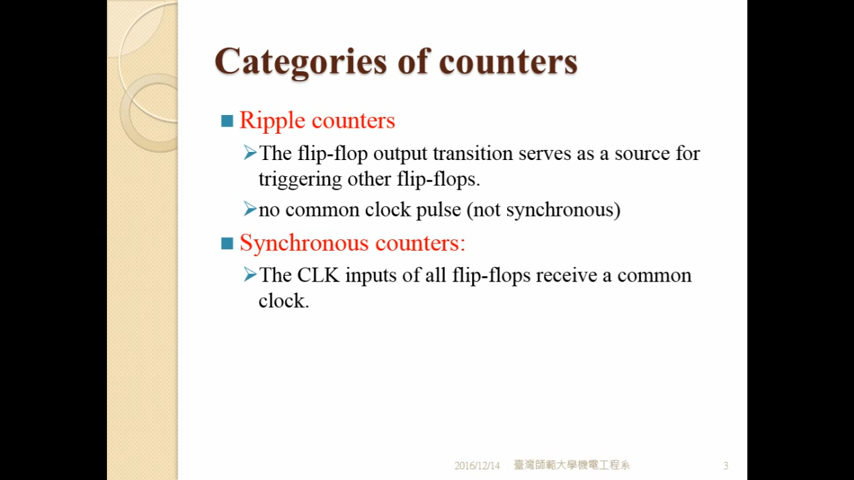 Categories of counters
Ripple counters
The flip-flop output transition serves as a source for
triggering other flip-flops.
no common clock pulse (not synchronous)
Synchronous counters:
The CLK inputs of all flip-flops receive a common
clock.
2016/12/14 臺灣師範大學機電工程系 3